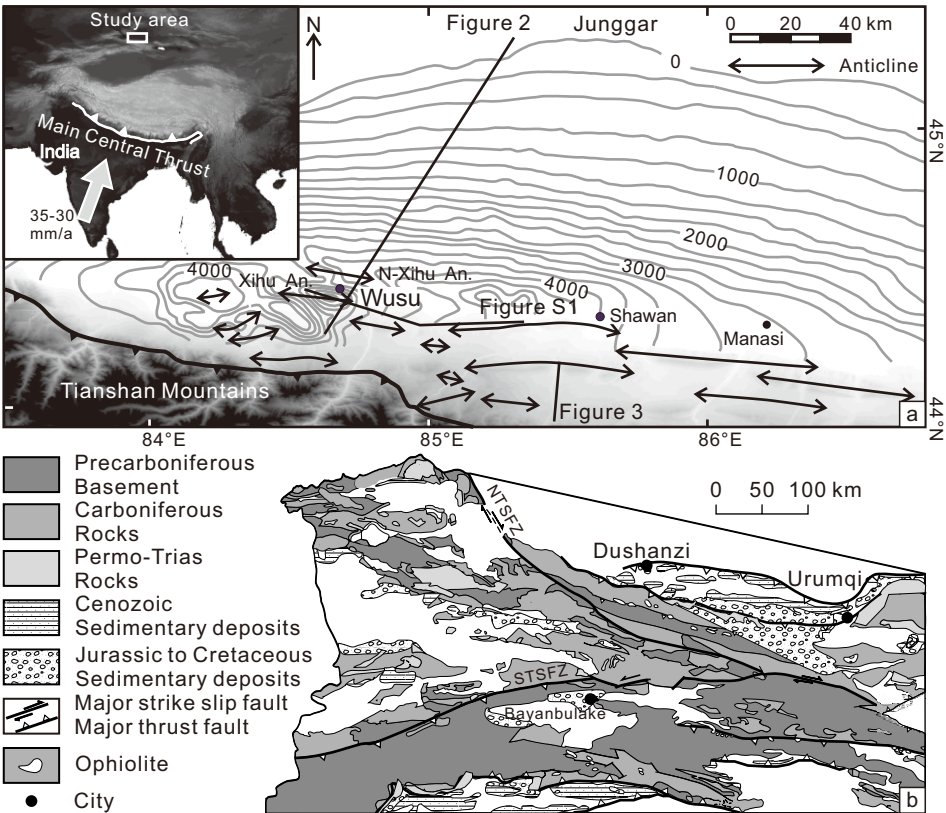 Study area
Main Central Thrust
India
35-30
mm/a
N
Figure 2
Junggar
0 20 40 km
Anticline
0
1000
2000
3000
4000
4000
Xihu An.
N-Xihu An.
Wusu
Figure S1
Shawan
Manasi
Tianshan Mountains
Figure 3
a
45°N
44°N
84°E
85°E
86°E
Precarboniferous
Basement
Carboniferous
Rocks
Permo-Trias
Rocks
Cenozoic
Sedimentary deposits
Jurassic to Cretaceous
Sedimentary deposits
Major strike slip fault
Major thrust fault
Ophiolite
City
NTSFZ
0 50 100 km
Dushanzi
Urumqi
STSFZ
Bayanbulake
b